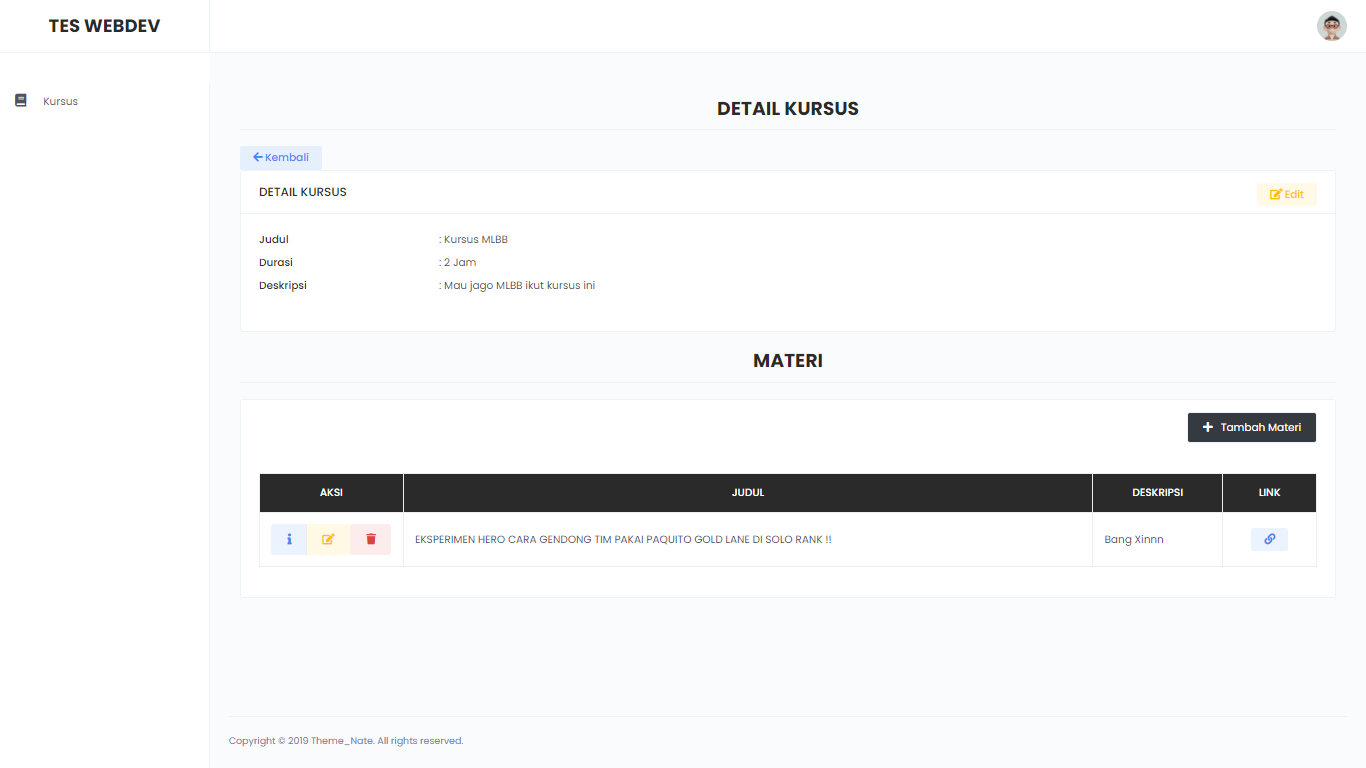 TES WEBDEV
Kursus
DETAIL KURSUS
Kembali
DETAIL KURSUS
Edit
Judul : Kursus MLBB
Durasi : 2 Jam
Deskripsi : Mau jago MLBB ikut kursus ini
MATERI
Tambah Materi
AKSI JUDUL DESKRIPSI LINK
EKSPERIMEN HERO CARA GENDONG TIM PAKAI PAQUITO GOLD LANE DI SOLO RANK !! Bang Xinnn
Copyright © 2019 Theme_Nate. All rights reserved.